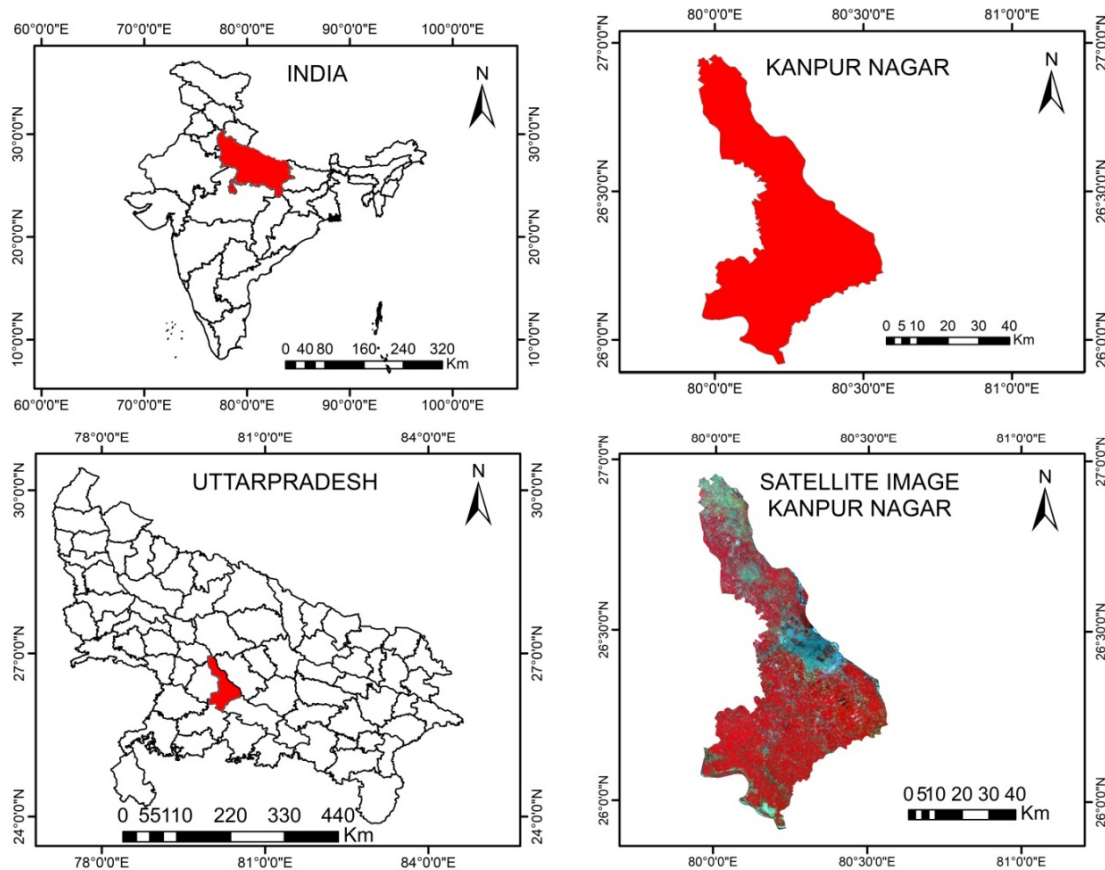 60°0'0"E 70°0'0"E 80°0'0"E 90°0'0"E 100°0'0"E
INDIA
N
30°0'0"N 20°0'0"N 10°0'0"N
30°0'0"N 20°0'0"N 10°0'0"N
0 40 80 160 240 320
Km
60°0'0"E 70°0'0"E 80°0'0"E 90°0'0"E 100°0'0"E
80°0'0"E 80°30'0"E 81°0'0"E
KANPUR NAGAR
N
27°0'0"N 26°30'0"N 26°0'0"N
27°0'0"N 26°30'0"N 26°0'0"N
0 5 10 20 30 40
Km
80°0'0"E 80°30'0"E 81°0'0"E
78°0'0"E 81°0'0"E 84°0'0"E
UTTARPRADESH
N
30°0'0"N 27°0'0"N 24°0'0"N
30°0'0"N 27°0'0"N 24°0'0"N
0 55110 220 330 440
Km
78°0'0"E 81°0'0"E 84°0'0"E
80°0'0"E 80°30'0"E 81°0'0"E
SATELLITE IMAGE
KANPUR NAGAR
N
27°0'0"N 26°30'0"N 26°0'0"N
27°0'0"N 26°30'0"N 26°0'0"N
0 510 20 30 40
Km
80°0'0"E 80°30'0"E 81°0'0"E